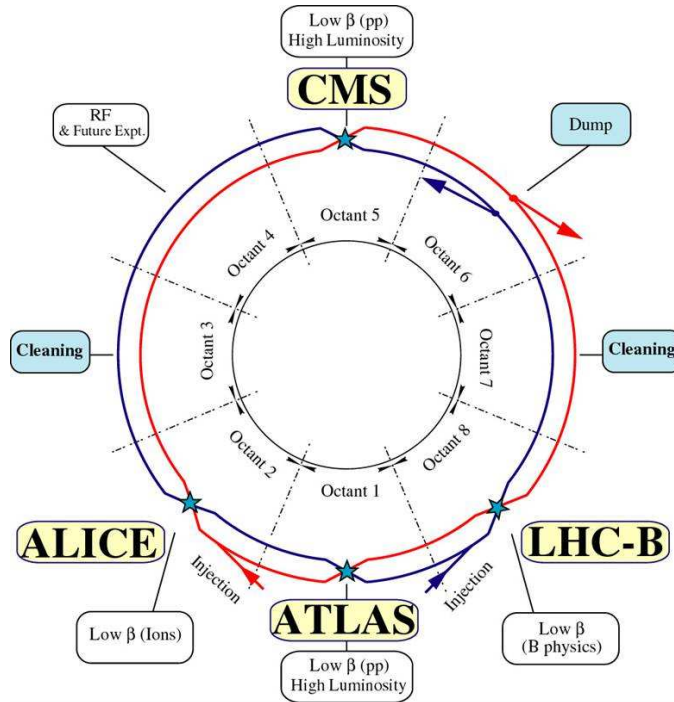 Low β (pp)
High Luminosity
CMS
RF
& Future Expt.
Dump
Octant 5
Octant 4
Octant 6
Cleaning
Octant 3
Octant 7
Cleaning
Octant 2
Octant 8
Octant 1
ALICE
LHC-B
Injection
Injection
ATLAS
Low β (Ions)
Low β
(B physics)
Low β (pp)
High Luminosity